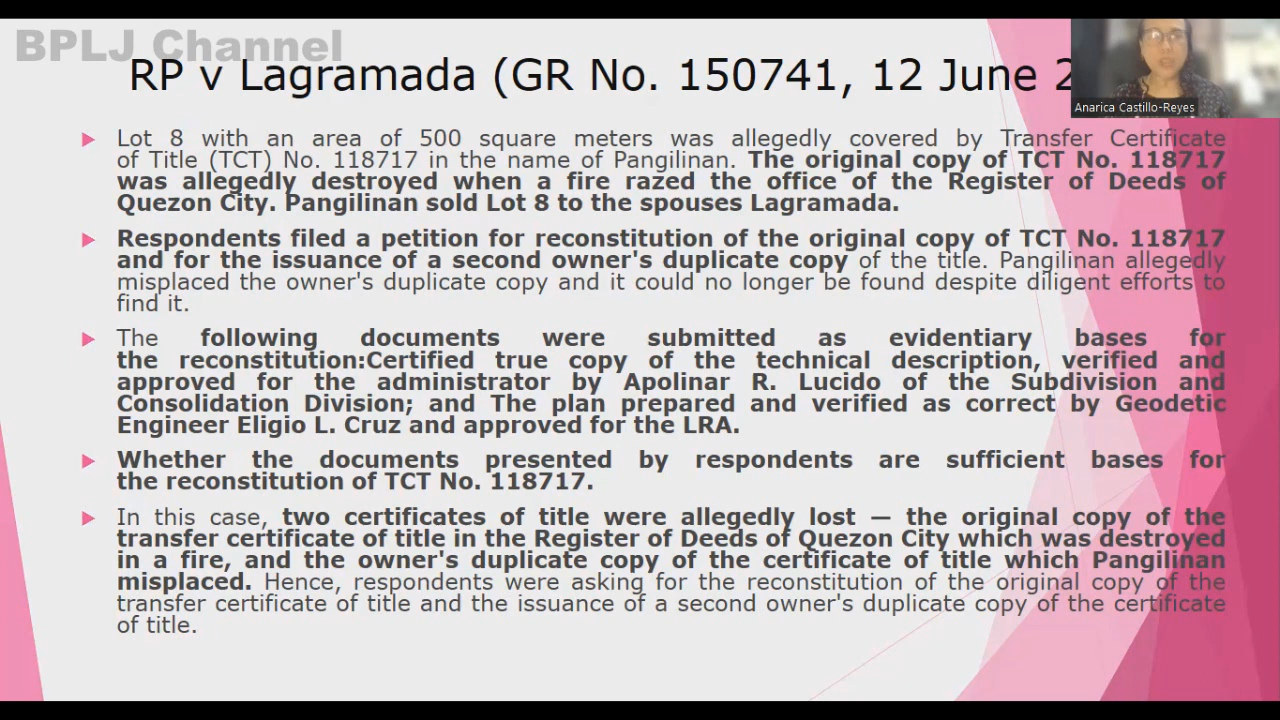 BPLJ Channel
RP v Lagramada (GR No. 150741, 12 June 2
Anarica Castillo-Reyes
Lot 8 with an area of 500 square meters was allegedly covered by Transfer Certificate
of Title (TCT) No. 118717 in the name of Pangilinan. The original copy of TCT No. 118717
was allegedly destroyed when a fire razed the office of the Register of Deeds of
Quezon City. Pangilinan sold Lot 8 to the spouses Lagramada.
Respondents filed a petition for reconstitution of the original copy of TCT No. 118717
and for the issuance of a second owner's duplicate copy of the title. Pangilinan allegedly
misplaced the owner's duplicate copy and it could no longer be found despite diligent efforts to
find it.
The following documents were submitted as evidentiary bases for
the reconstitution:Certified true copy of the technical description, verified and
approved for the administrator by Apolinar R. Lucido of the Subdivision and
Consolidation Division; and The plan prepared and verified as correct by Geodetic
Engineer Eligio L. Cruz and approved for the LRA.
Whether the documents presented by respondents are sufficient bases for
the reconstitution of TCT No. 118717.
In this case, two certificates of title were allegedly lost — the original copy of the
transfer certificate of title in the Register of Deeds of Quezon City which was destroyed
in a fire, and the owner's duplicate copy of the certificate of title which Pangilinan
misplaced. Hence, respondents were asking for the reconstitution of the original copy of the
transfer certificate of title and the issuance of a second owner's duplicate copy of the certificate
of title.